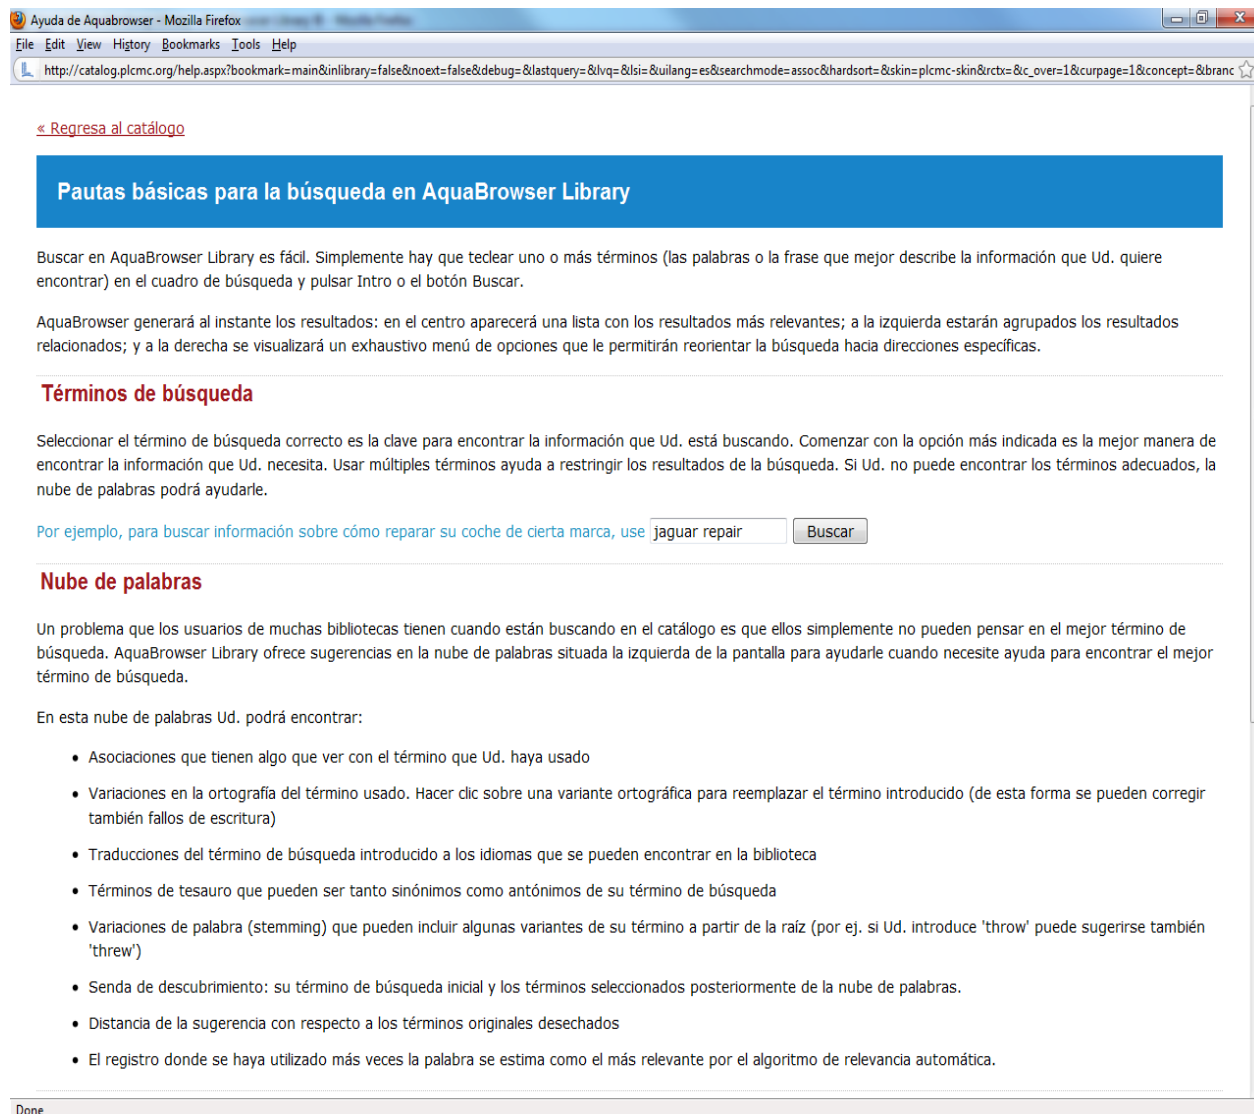 Ayuda de Aquabrowser - Mozilla Firefox
File Edit View History Bookmarks Tools Help
http://catalog.plcmc.org/help.aspx?bookmark=main&inlibrary=false&noext=false&debug=&lastquery=&lvq=&lsi=&uilang=es&searchmode=assoc&hardsort=&skin=plcmc-skin&rctx=&c_over=1&curpage=1&concept=&branc
« Regresa al catálogo
Pautas básicas para la búsqueda en AquaBrowser Library
Buscar en AquaBrowser Library es fácil. Simplemente hay que teclear uno o más términos (las palabras o la frase que mejor describe la información que Ud. quiere
encontrar) en el cuadro de búsqueda y pulsar Intro o el botón Buscar.
AquaBrowser generará al instante los resultados: en el centro aparecerá una lista con los resultados más relevantes; a la izquierda estarán agrupados los resultados
relacionados; y a la derecha se visualizará un exhaustivo menú de opciones que le permitirán reorientar la búsqueda hacia direcciones específicas.
Términos de búsqueda
Seleccionar el término de búsqueda correcto es la clave para encontrar la información que Ud. está buscando. Comenzar con la opción más indicada es la mejor manera de
encontrar la información que Ud. necesita. Usar múltiples términos ayuda a restringir los resultados de la búsqueda. Si Ud. no puede encontrar los términos adecuados, la
nube de palabras podrá ayudarle.
Por ejemplo, para buscar información sobre cómo reparar su coche de cierta marca, use jaguar repair Buscar
Nube de palabras
Un problema que los usuarios de muchas bibliotecas tienen cuando están buscando en el catálogo es que ellos simplemente no pueden pensar en el mejor término de
búsqueda. AquaBrowser Library ofrece sugerencias en la nube de palabras situada la izquierda de la pantalla para ayudarle cuando necesite ayuda para encontrar el mejor
término de búsqueda.
En esta nube de palabras Ud. podrá encontrar:
• Asociaciones que tienen algo que ver con el término que Ud. haya usado
• Variaciones en la ortografía del término usado. Hacer clic sobre una variante ortográfica para reemplazar el término introducido (de esta forma se pueden corregir
también fallos de escritura)
• Traducciones del término de búsqueda introducido a los idiomas que se pueden encontrar en la biblioteca
• Términos de tesauro que pueden ser tanto sinónimos como antónimos de su término de búsqueda
• Variaciones de palabra (stemming) que pueden incluir algunas variantes de su término a partir de la raíz (por ej. si Ud. introduce 'throw' puede sugerirse también
'threw')
• Senda de descubrimiento: su término de búsqueda inicial y los términos seleccionados posteriormente de la nube de palabras.
• Distancia de la sugerencia con respecto a los términos originales desechados
• El registro donde se haya utilizado más veces la palabra se estima como el más relevante por el algoritmo de relevancia automática.
Done